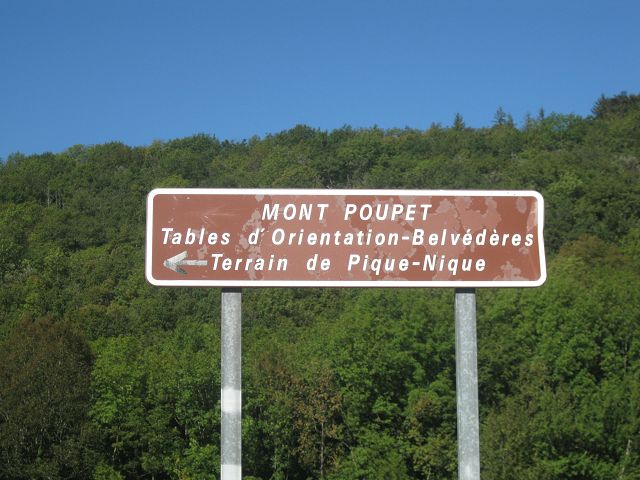 MONT POUPET
Tables d'Orientation-Belvédères
Terrain de Pique-Nique